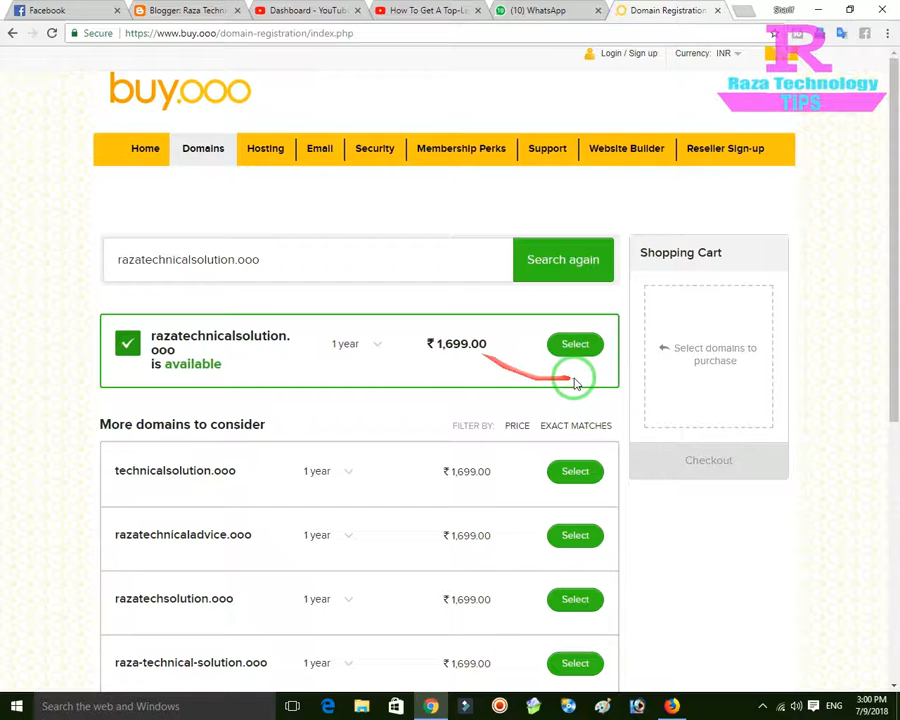 Facebook
Blogger: Raza Techn
Dashboard - YouTub
How To Get A Top-L
(10) WhatsApp
Domain Registration
Sharif
Secure
https://www.buy.ooo/domain-registration/index.php
Login / Sign up
Currency: INR
R
Raza Technology
TIPS
buy.ooo
Home
Domains
Hosting
Email
Security
Membership Perks
Support
Website Builder
Reseller Sign-up
razatechnicalsolution.ooo
Search again
Shopping Cart
razatechnicalsolution.
ooo
is available
1 year
₹ 1,699.00
Select
Select domains to
purchase
More domains to consider
FILTER BY:
PRICE
EXACT MATCHES
technicalsolution.ooo
1 year
₹ 1,699.00
Select
Checkout
razatechnicaladvice.ooo
1 year
₹ 1,699.00
Select
razatechsolution.ooo
1 year
₹ 1,699.00
Select
raza-technical-solution.ooo
1 year
₹ 1,699.00
Select
Search the web and Windows
ENG
3:00 PM
7/9/2018